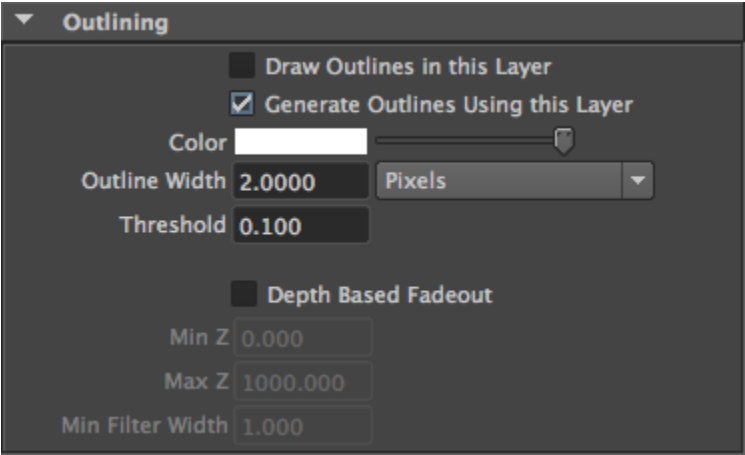 Outlining
Draw Outlines in this Layer
Generate Outlines Using this Layer
Color
Outline Width 2.0000 Pixels
Threshold 0.100
Depth Based Fadeout
Min Z 0.000
Max Z 1000.000
Min Filter Width 1.000